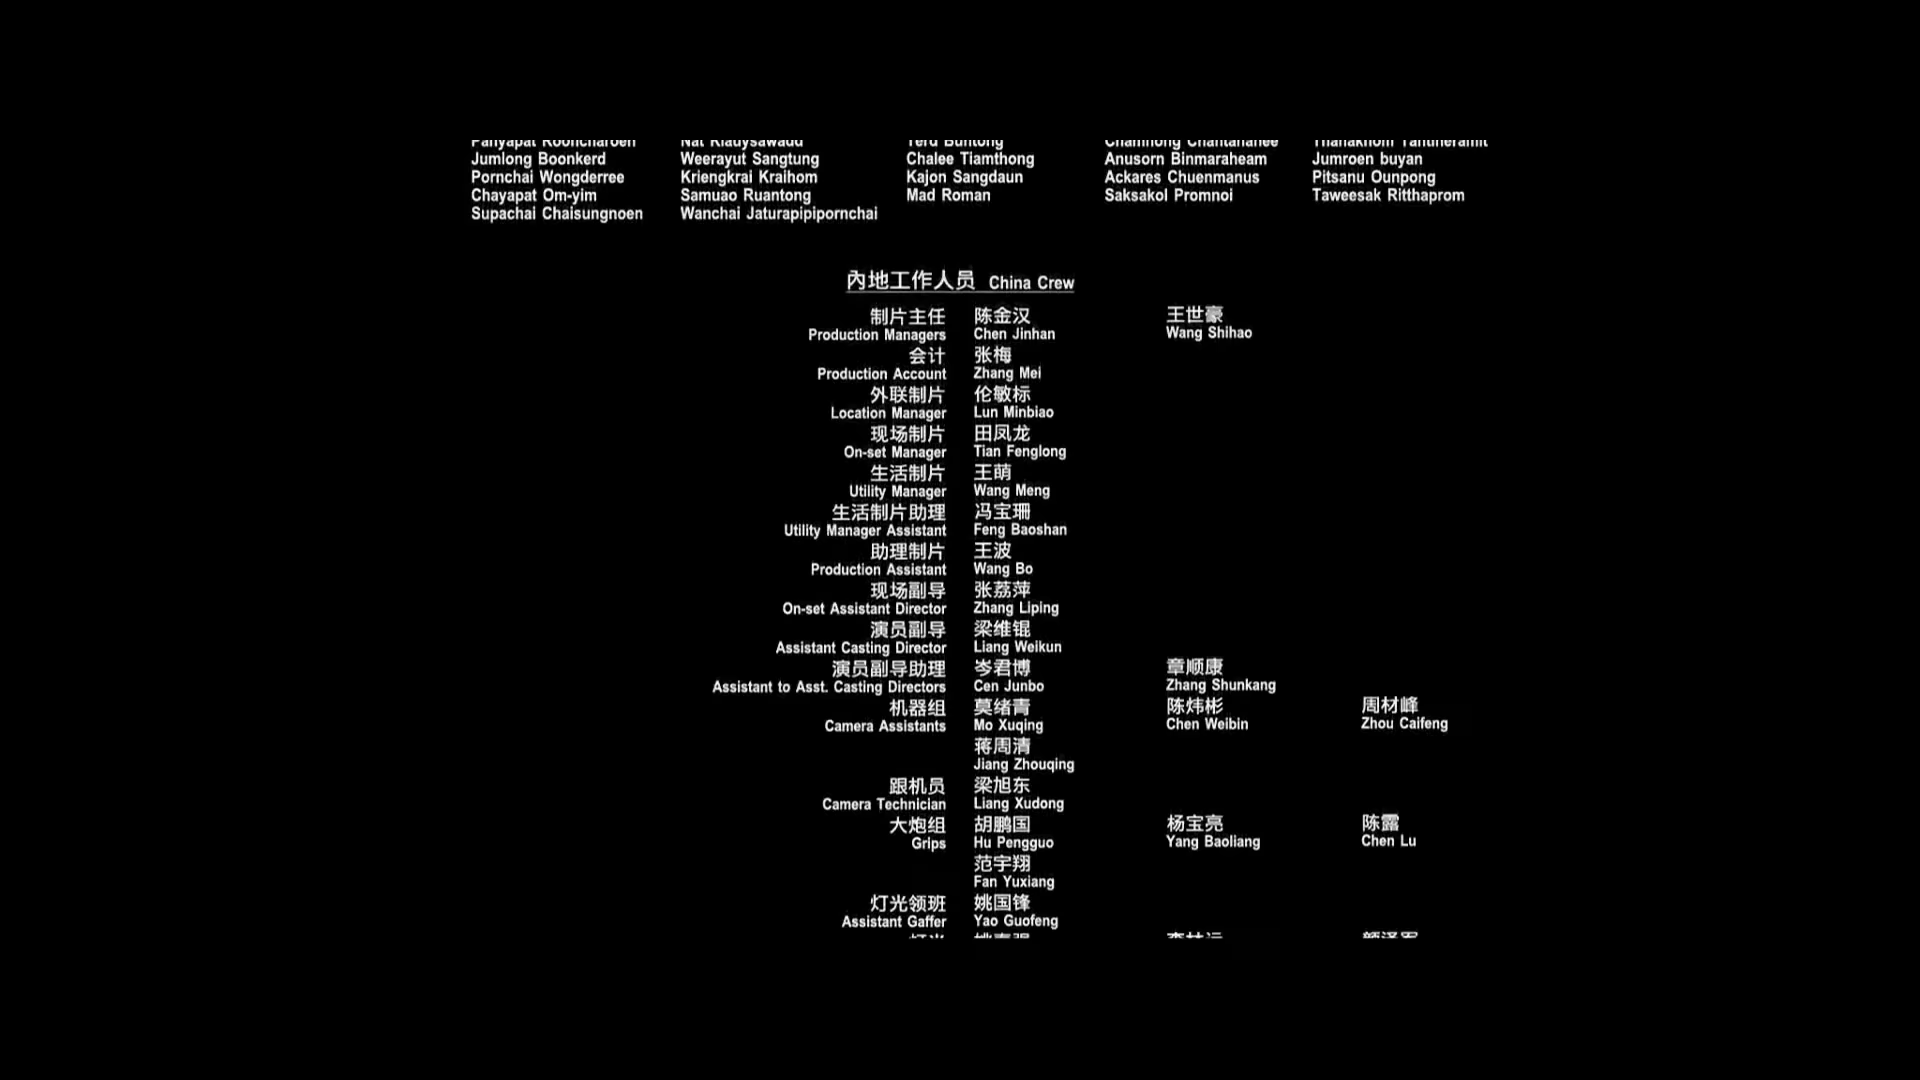 Jumlong Boonkerd Weerayut Sangtung Chalee Tiamthong Anusorn Binmaraheam Jumroen buyan
Pornchai Wongderree Kriengkrai Kraihom Kajon Sangdaun Ackares Chuenmanus Pitsanu Ounpong
Chayapat Om-yim Samuao Ruantong Mad Roman Saksakol Promnoi Taweesak Ritthaprom
Supachai Chaisungnoen Wanchai Jaturapipipornchai
內地工作人员 China Crew
制片主任 陈金汉 王世豪
Production Managers Chen Jinhan Wang Shihao
会计 张梅
Production Account Zhang Mei
外联制片 伦敏标
Location Manager Lun Minbiao
现场制片 田凤龙
On-set Manager Tian Fenglong
生活制片 王萌
Utility Manager Wang Meng
生活制片助理 冯宝珊
Utility Manager Assistant Feng Baoshan
助理制片 王波
Production Assistant Wang Bo
现场副导 张荔萍
On-set Assistant Director Zhang Liping
演员副导 梁维锟
Assistant Casting Director Liang Weikun
演员副导助理 岑君博 章顺康
Assistant to Asst. Casting Directors Cen Junbo Zhang Shunkang
机器组 莫绪青 陈炜彬 周材峰
Camera Assistants Mo Xuqing Chen Weibin Zhou Caifeng
蒋周清
Jiang Zhouqing
跟机员 梁旭东
Camera Technician Liang Xudong
大炮组 胡鹏国 杨宝亮 陈露
Grips Hu Pengguo Yang Baoliang Chen Lu
范宇翔
Fan Yuxiang
灯光领班 姚国锋
Assistant Gaffer Yao Guofeng